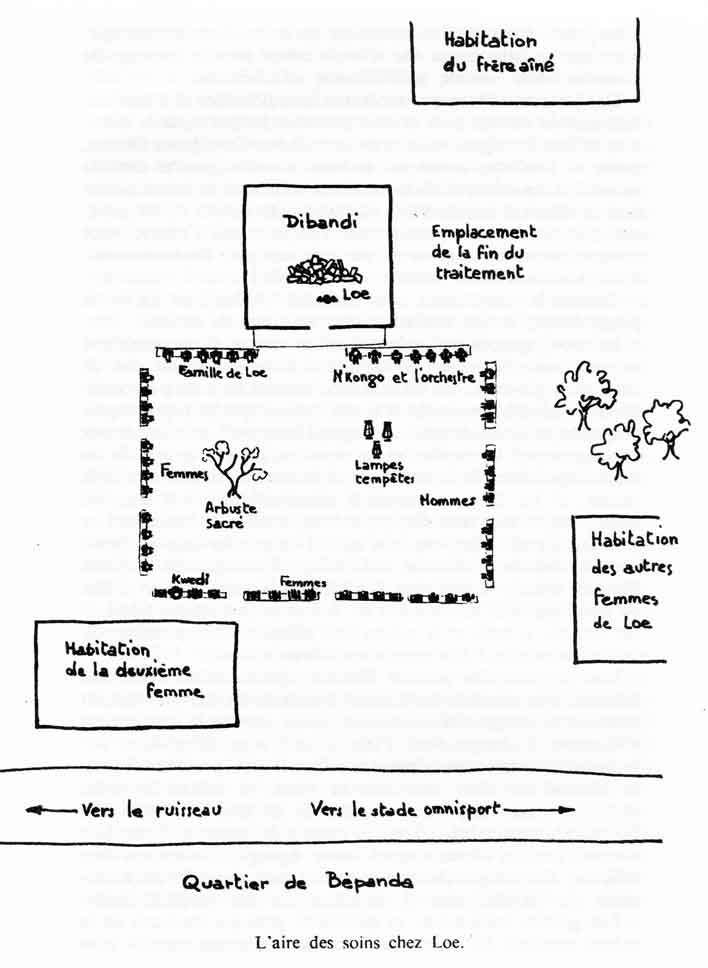 Habitation
du frère aîné
Dibandi
Loe
Emplacement
de la fin du
traitement
Famille de Loe
N'Kongo et l'orchestre
Femmes
Arbuste
sacré
Lampes
tempêtes
Hommes
Kwedi
Femmes
Habitation
des autres
femmes
de Loe
Habitation
de la deuxième
femme
Vers le ruisseau
Vers le stade omnisport
Quartier de Bépanda
L'aire des soins chez Loe.